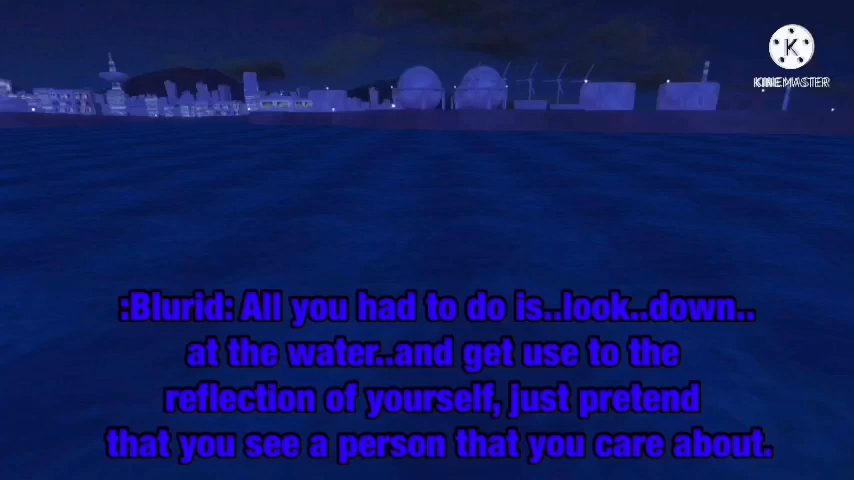 K
KINEMASTER
:Blurid: All you had to do is..look..down..
at the water..and get use to the
reflection of yourself, just pretend
that you see a person that you care about.